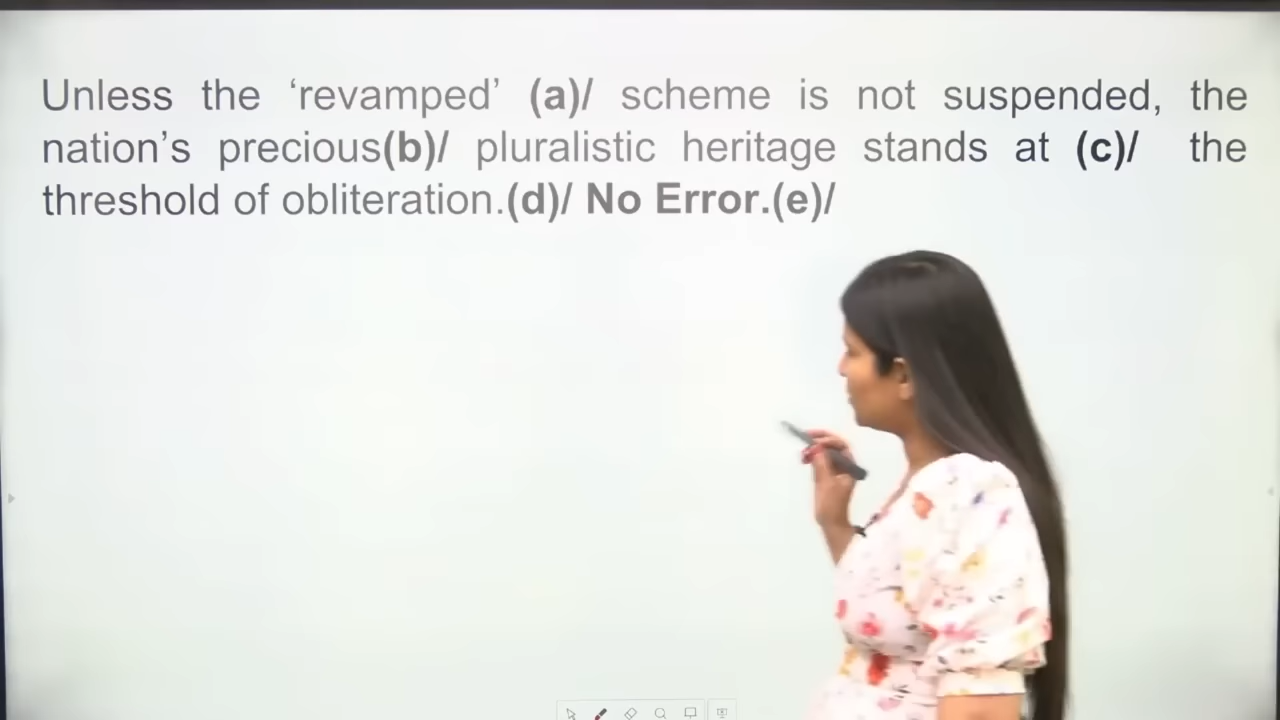 Unless the ‘revamped’ (a)/ scheme is not suspended, the
nation’s precious(b)/ pluralistic heritage stands at (c)/ the
threshold of obliteration.(d)/ No Error.(e)/